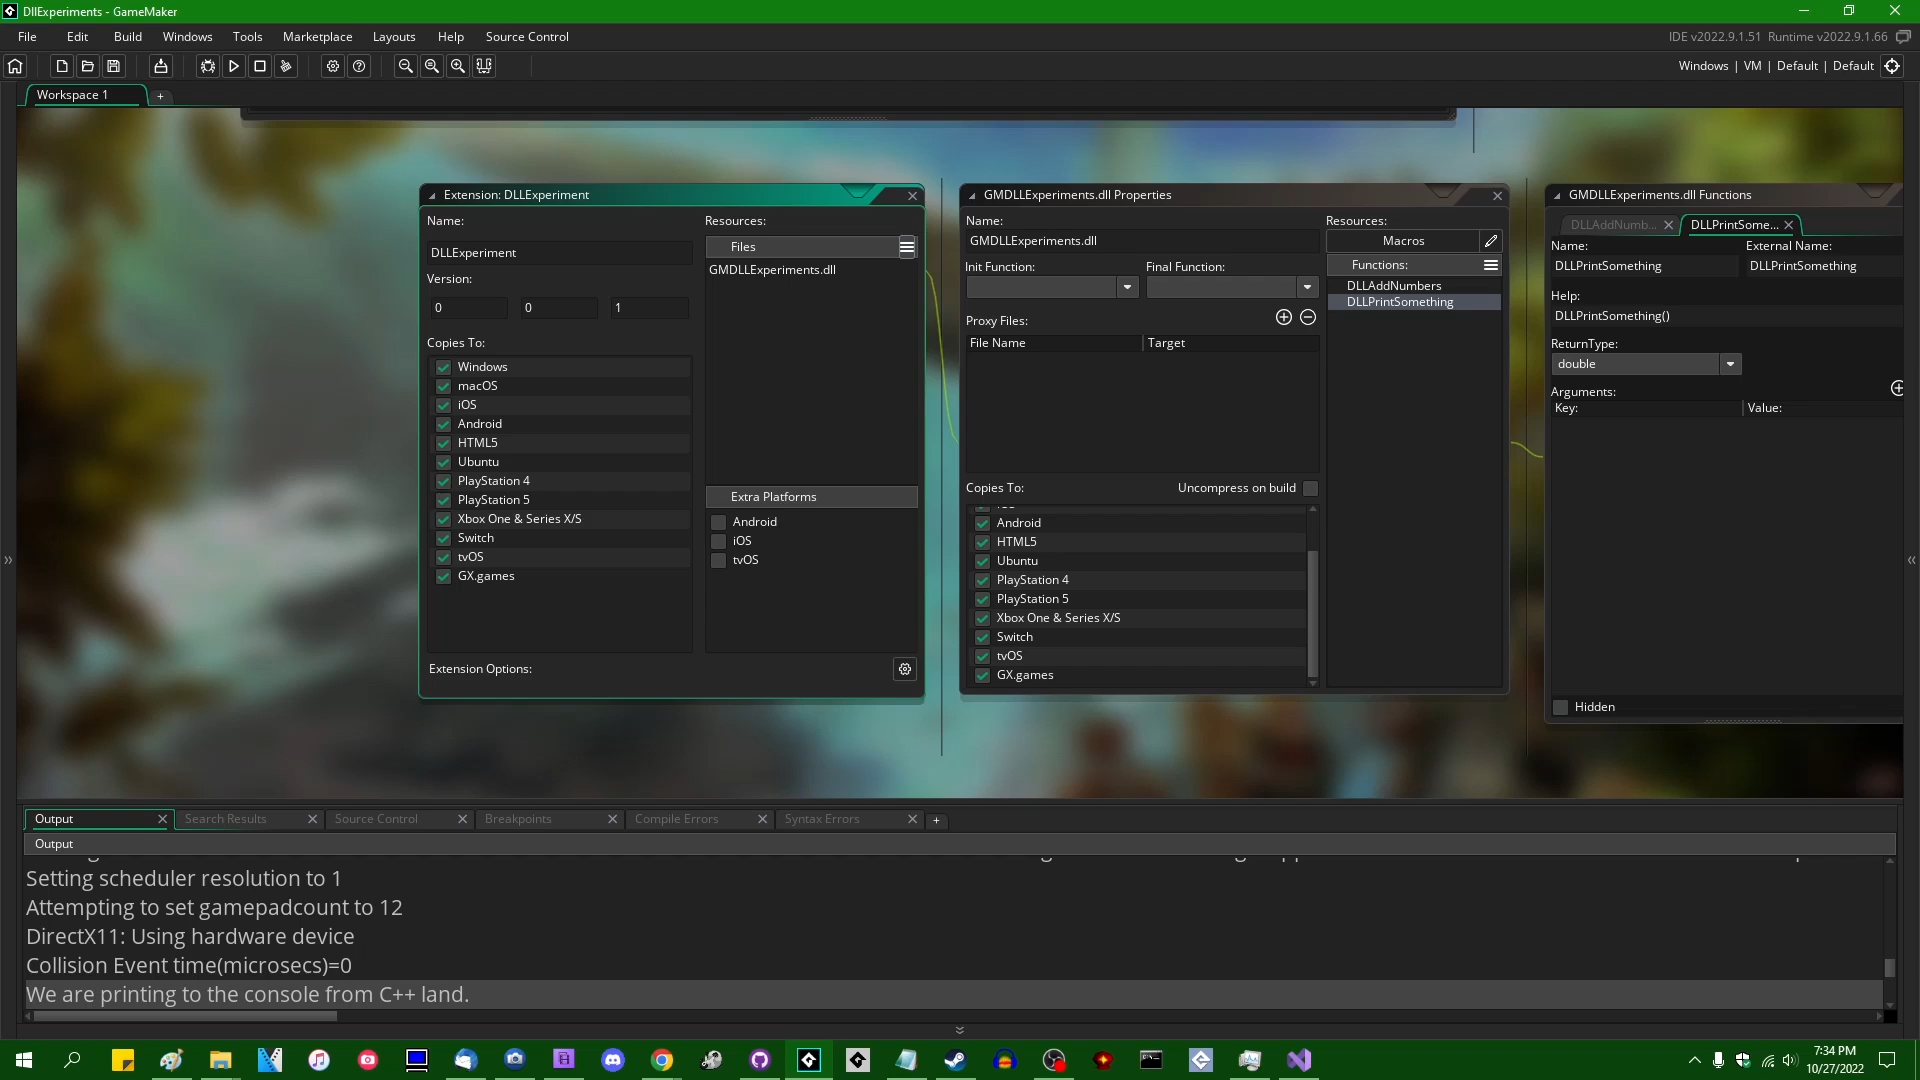 DllExperiments - GameMaker
File Edit Build Windows Tools Marketplace Layouts Help Source Control
IDE v2022.9.1.51 Runtime v2022.9.1.66
Windows | VM | Default | Default
Workspace 1
Extension: DLLExperiment
Name:
DLLExperiment
Version:
0 0 1
Copies To:
Windows
macOS
iOS
Android
HTML5
Ubuntu
PlayStation 4
PlayStation 5
Xbox One & Series X/S
Switch
tvOS
GX.games
Extension Options:
Resources:
Files
GMDLLExperiments.dll
Extra Platforms
Android
iOS
tvOS
GMDLLExperiments.dll Properties
Name:
GMDLLExperiments.dll
Init Function: Final Function:
Proxy Files:
File Name Target
Copies To: Uncompress on build
Android
HTML5
Ubuntu
PlayStation 4
PlayStation 5
Xbox One & Series X/S
Switch
tvOS
GX.games
Resources:
Macros
Functions:
DLLAddNumbers
DLLPrintSomething
GMDLLExperiments.dll Functions
DLLAddNumb... DLLPrintSome...
Name: External Name:
DLLPrintSomething DLLPrintSomething
Help:
DLLPrintSomething()
ReturnType:
double
Arguments:
Key: Value:
Hidden
Output Search Results Source Control Breakpoints Compile Errors Syntax Errors
Output
Setting scheduler resolution to 1
Attempting to set gamepadcount to 12
DirectX11: Using hardware device
Collision Event time(microsecs)=0
We are printing to the console from C++ land.
7:34 PM
10/27/2022